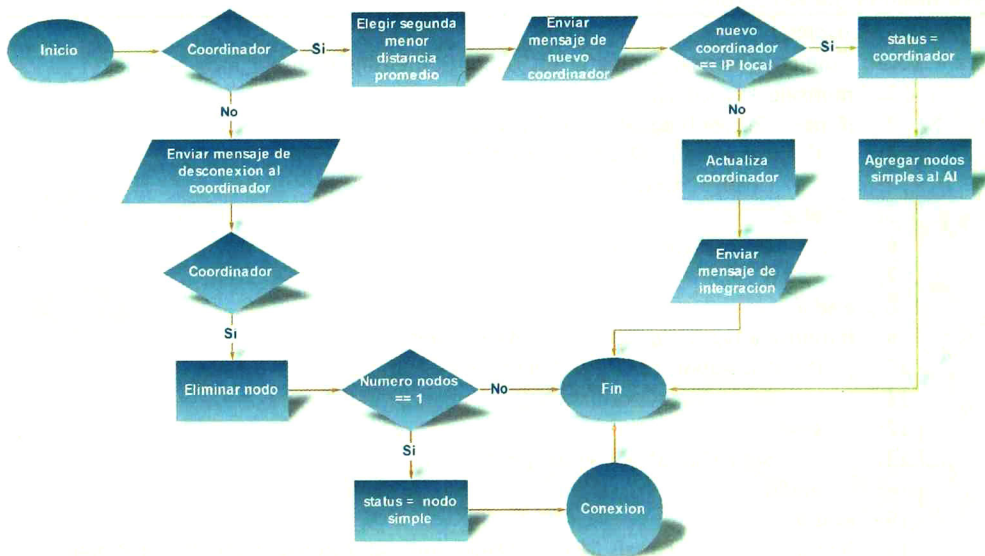 Inicio
Coordinador
Si
Elegir segunda
menor
distancia
promedio
Enviar
mensaje de
nuevo
coordinador
nuevo
coordinador
== IP local
Si
status =
coordinador
No
No
Enviar mensaje de
desconexion al
coordinador
Actualiza
coordinador
Agregar nodos
simples al AI
Coordinador
Enviar
mensaje de
integracion
Si
Eliminar nodo
Numero nodos
== 1
No
Fin
Si
status = nodo
simple
Conexion